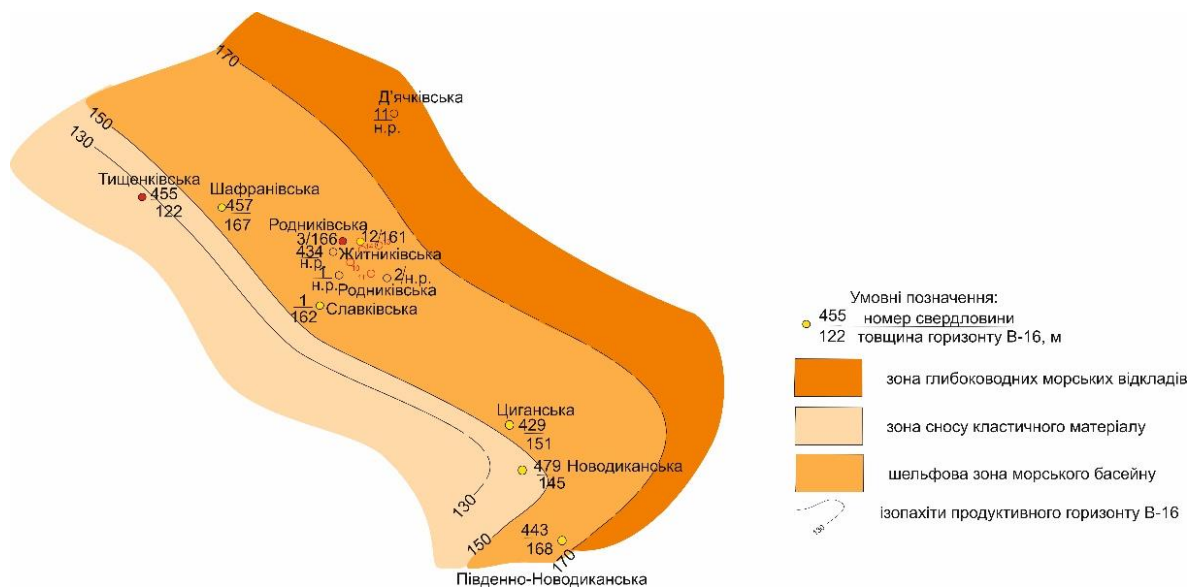 170
Д'ячківська
11
н.р.
150
130
Тищенківська
455
122
Шафранівська
457
167
Родниківська
3/166
12/161
434
н.р.
Житниківська
1
н.р.
2/н.р.
Родниківська
1
162
Славківська
Циганська
429
151
479
145
Новодиканська
130
150
443
168
170
Південно-Новодиканська
Умовні позначення:
455
номер свердловини
122
товщина горизонту В-16, м
зона глибоководних морських відкладів
зона сносу кластичного матеріалу
шельфова зона морського басейну
130
ізопахіти продуктивного горизонту В-16